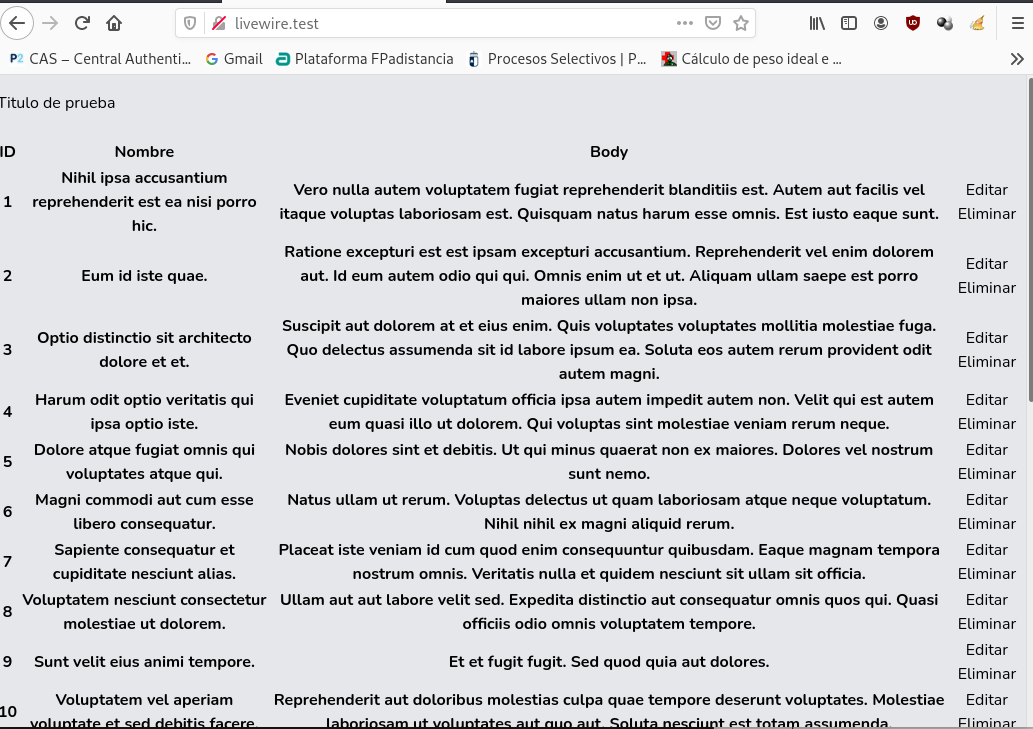 livewire.test
CAS – Central Authenti... Gmail Plataforma FPadistancia Procesos Selectivos | P... Cálculo de peso ideal e ...
Titulo de prueba
ID Nombre Body
1 Nihil ipsa accusantium reprehenderit est ea nisi porro hic. Vero nulla autem voluptatem fugiat reprehenderit blanditiis est. Autem aut facilis vel itaque voluptas laboriosam est. Quisquam natus harum esse omnis. Est iusto eaque sunt. Editar Eliminar
2 Eum id iste quae. Ratione excepturi est est ipsam excepturi accusantium. Reprehenderit vel enim dolorem aut. Id eum autem odio qui qui. Omnis enim ut et ut. Aliquam ullam saepe est porro maiores ullam non ipsa. Editar Eliminar
3 Optio distinctio sit architecto dolore et et. Suscipit aut dolorem at et eius enim. Quis voluptates voluptates mollitia molestiae fuga. Quo delectus assumenda sit id labore ipsum ea. Soluta eos autem rerum provident odit autem magni. Editar Eliminar
4 Harum odit optio veritatis qui ipsa optio iste. Eveniet cupiditate voluptatum officia ipsa autem impedit autem non. Velit qui est autem eum quasi illo ut dolorem. Qui voluptas sint molestiae veniam rerum neque. Editar Eliminar
5 Dolore atque fugiat omnis qui voluptates atque qui. Nobis dolores sint et debitis. Ut qui minus quaerat non ex maiores. Dolores vel nostrum sunt nemo. Editar Eliminar
6 Magni commodi aut cum esse libero consequatur. Natus ullam ut rerum. Voluptas delectus ut quam laboriosam atque neque voluptatum. Nihil nihil ex magni aliquid rerum. Editar Eliminar
7 Sapiente consequatur et cupiditate nesciunt alias. Placeat iste veniam id cum quod enim consequuntur quibusdam. Eaque magnam tempora nostrum omnis. Veritatis nulla et quidem nesciunt sit ullam sit officia. Editar Eliminar
8 Voluptatem nesciunt consectetur molestiae ut dolorem. Ullam aut aut labore velit sed. Expedita distinctio aut consequatur omnis quos qui. Quasi officiis odio omnis voluptatem tempore. Editar Eliminar
9 Sunt velit eius animi tempore. Et et fugit fugit. Sed quod quia aut dolores. Editar Eliminar
10 Voluptatem vel aperiam voluptate et sed debitis facere. Reprehenderit aut doloribus molestias culpa quae tempore deserunt voluptates. Molestiae laboriosam ut voluptates aut quo aut. Soluta nesciunt est totam assumenda. Editar Eliminar